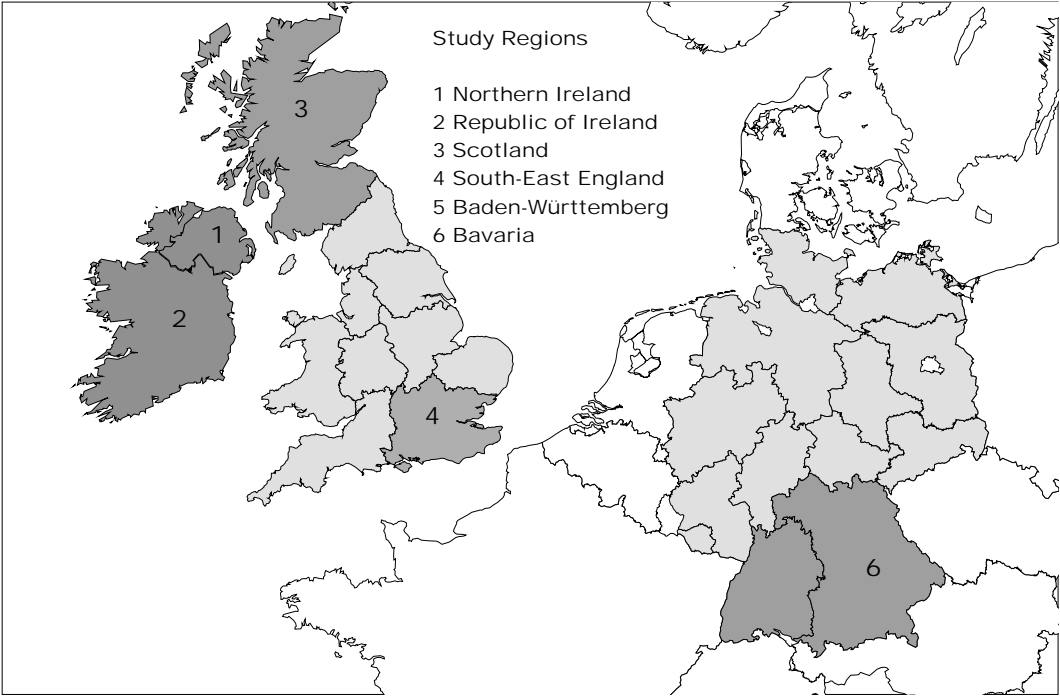 Study Regions
1 Northern Ireland
2 Republic of Ireland
3 Scotland
4 South-East England
5 Baden-Württemberg
6 Bavaria
3
1
2
4
6